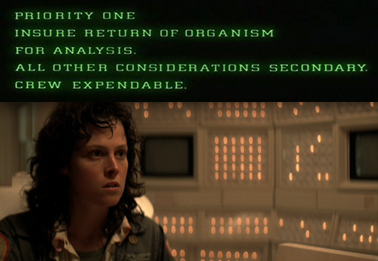 PRIORITY ONE
INSURE RETURN OF ORGANISM
FOR ANALYSIS.
ALL OTHER CONSIDERATIONS SECONDARY.
CREW EXPENDABLE.